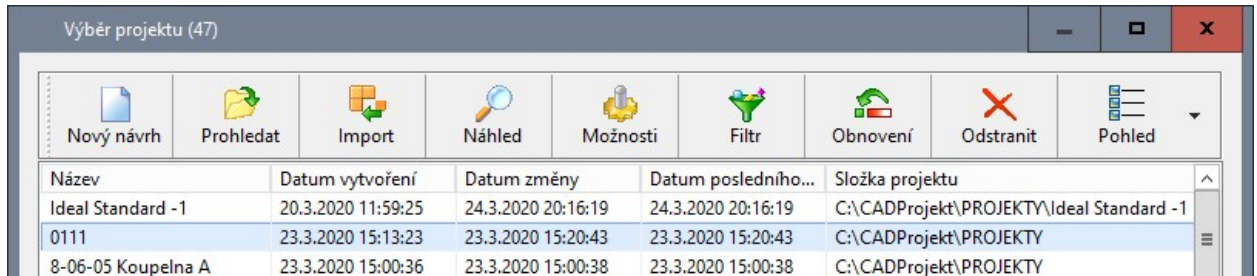 Výběr projektu (47)
Nový návrh Prohledat Import Náhled Možnosti Filtr Obnovení Odstranit Pohled
Název Datum vytvoření Datum změny Datum posledního... Složka projektu
Ideal Standard -1 20.3.2020 11:59:25 24.3.2020 20:16:19 24.3.2020 20:16:19 C:\CADProjekt\PROJEKTY\Ideal Standard -1
0111 23.3.2020 15:13:23 23.3.2020 15:20:43 23.3.2020 15:20:43 C:\CADProjekt\PROJEKTY
8-06-05 Koupelna A 23.3.2020 15:00:36 23.3.2020 15:00:38 23.3.2020 15:00:38 C:\CADProjekt\PROJEKTY